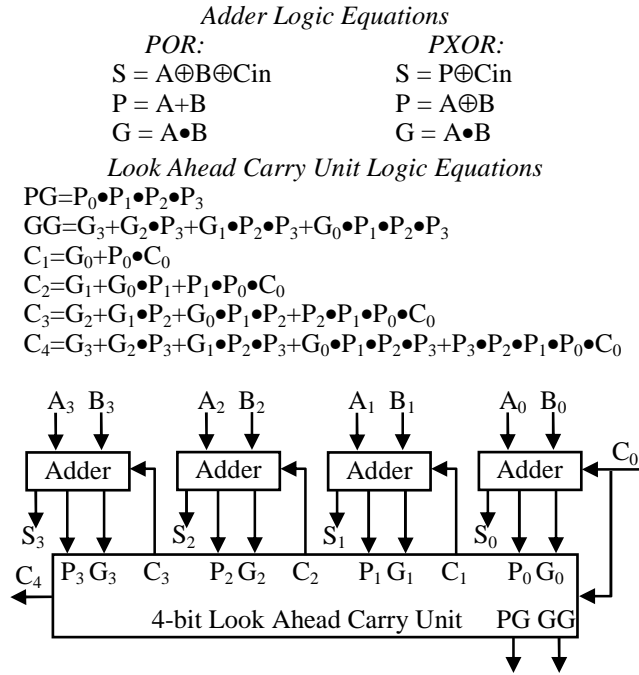 Adder Logic Equations
POR: PXOR:
S = A⊕B⊕Cin S = P⊕Cin
P = A+B P = A⊕B
G = A●B G = A●B
Look Ahead Carry Unit Logic Equations
PG=P₀●P₁●P₂●P₃
GG=G₃+G₂●P₃+G₁●P₂●P₃+G₀●P₁●P₂●P₃
C₁=G₀+P₀●C₀
C₂=G₁+G₀●P₁+P₁●P₀●C₀
C₃=G₂+G₁●P₂+G₀●P₁●P₂+P₂●P₁●P₀●C₀
C₄=G₃+G₂●P₃+G₁●P₂●P₃+G₀●P₁●P₂●P₃+P₃●P₂●P₁●P₀●C₀
A₃ B₃ A₂ B₂ A₁ B₁ A₀ B₀
Adder Adder Adder Adder C₀
S₃ S₂ S₁ S₀
C₄ P₃ G₃ C₃ P₂ G₂ C₂ P₁ G₁ C₁ P₀ G₀
4-bit Look Ahead Carry Unit PG GG